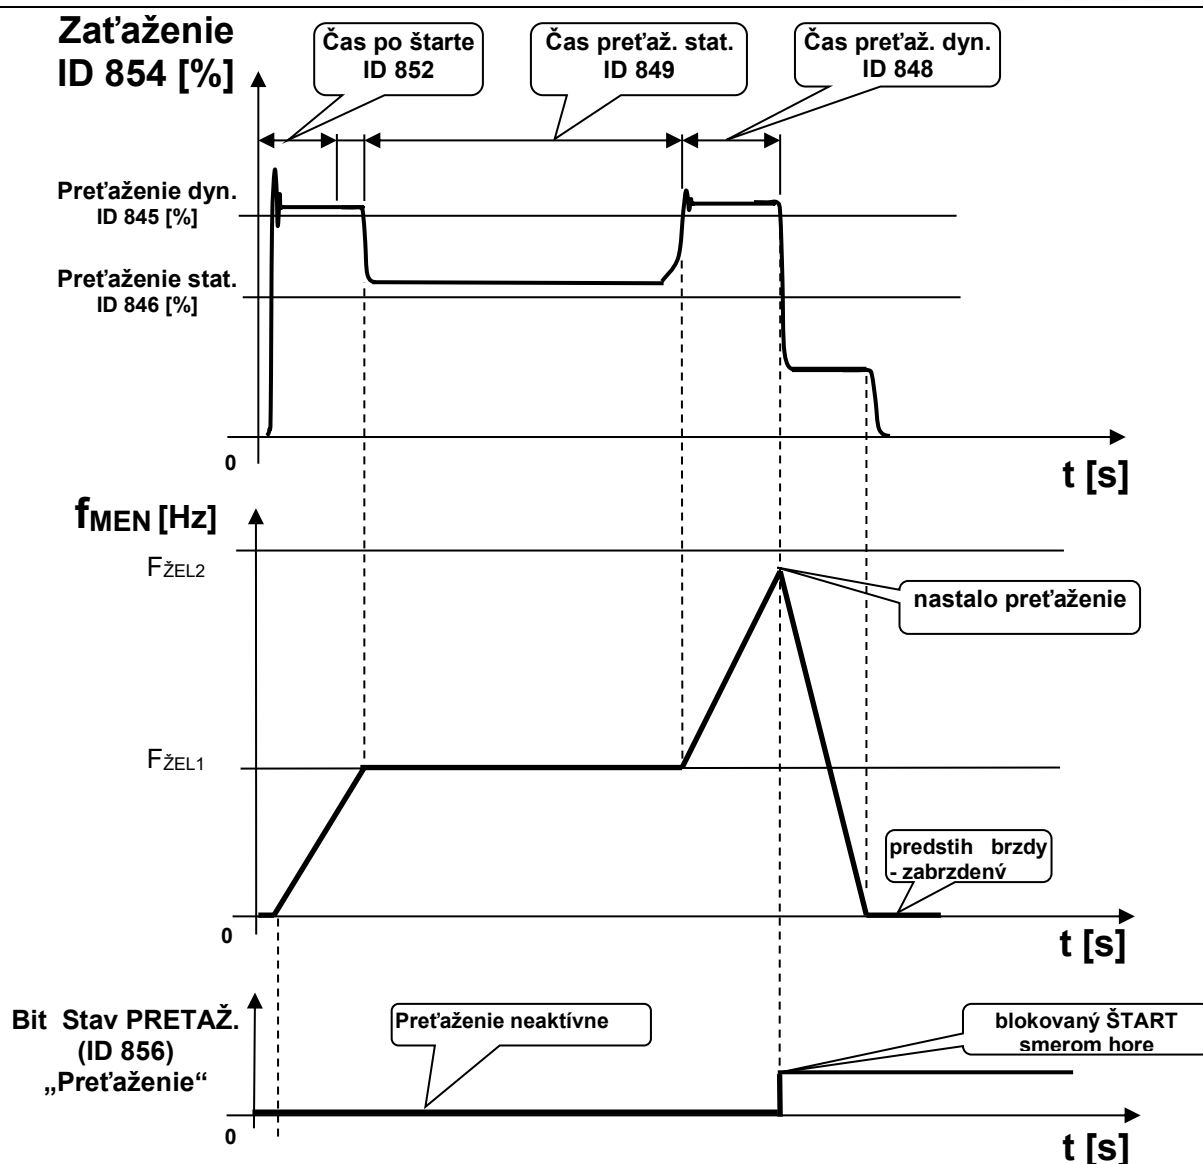 Zaťaženie
ID 854 [%]
Čas po štarte
ID 852
Čas preťaž. stat.
ID 849
Čas preťaž. dyn.
ID 848
Preťaženie dyn.
ID 845 [%]
Preťaženie stat.
ID 846 [%]
0
t [s]
fMEN [Hz]
FŽEL2
nastalo preťaženie
FŽEL1
predstih brzdy
- zabrzdený
0
t [s]
Bit Stav PRETAŽ.
(ID 856)
„Preťaženie“
Preťaženie neaktívne
blokovaný ŠTART
smerom hore
0
t [s]